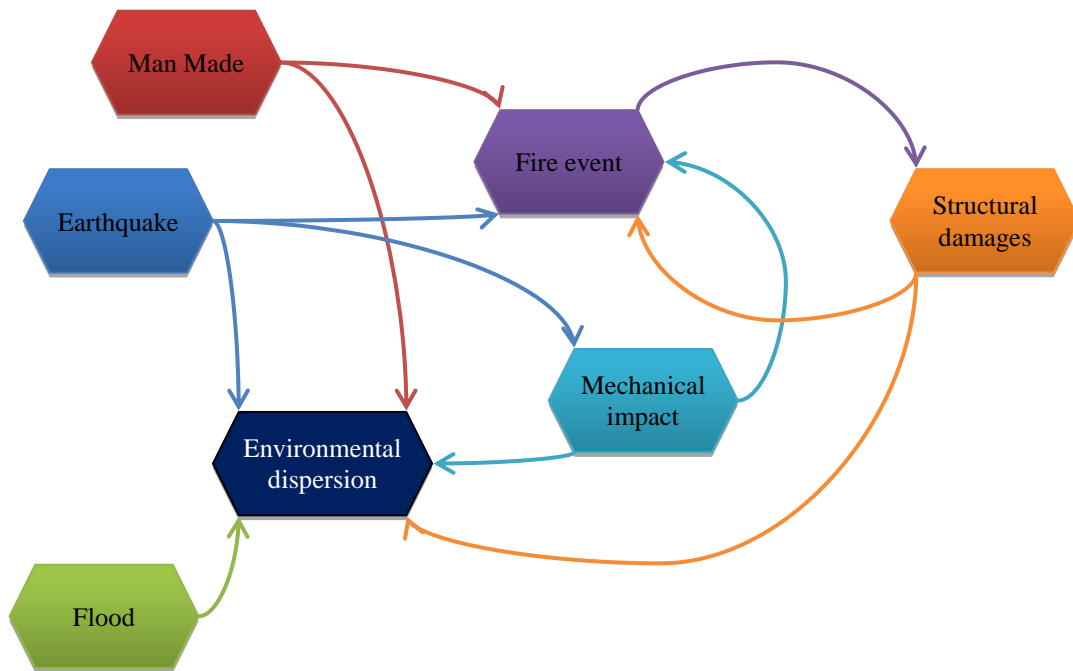 Man Made
Fire event
Earthquake
Structural
damages
Mechanical
impact
Environmental
dispersion
Flood